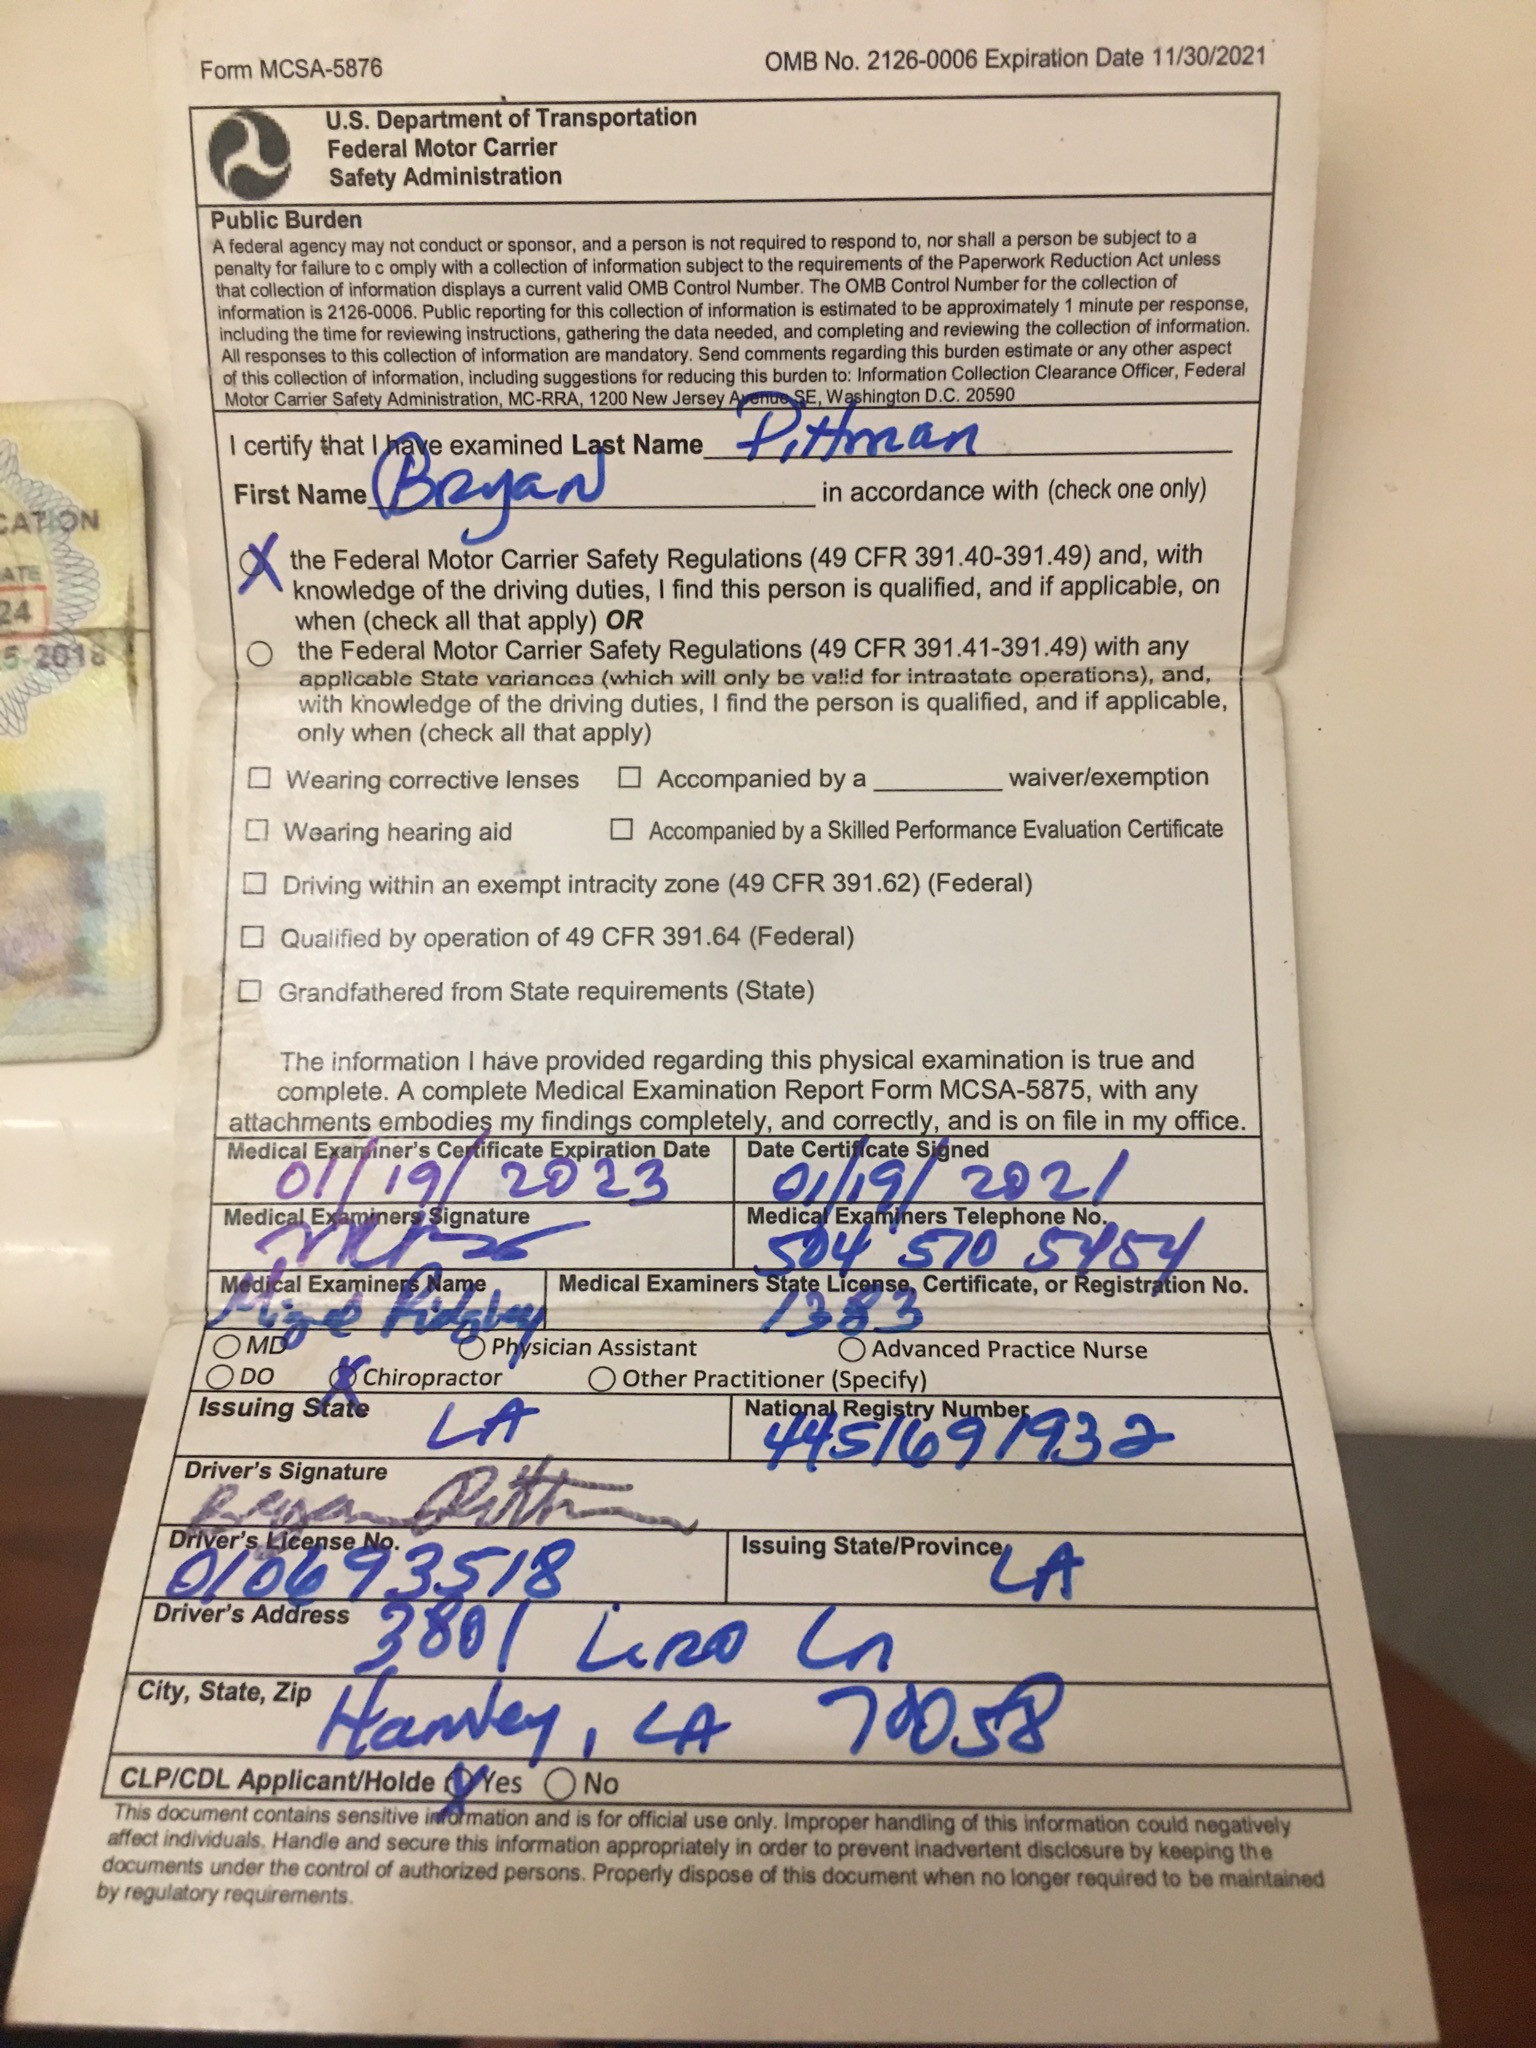 Form MCSA-5876
OMB No. 2126-0006 Expiration Date 11/30/2021
U.S. Department of Transportation
Federal Motor Carrier
Safety Administration
Public Burden
A federal agency may not conduct or sponsor, and a person is not required to respond to, nor shall a person be subject to a
penalty for failure to c omply with a collection of information subject to the requirements of the Paperwork Reduction Act unless
that collection of information displays a current valid OMB Control Number. The OMB Control Number for the collection of
information is 2126-0006. Public reporting for this collection of information is estimated to be approximately 1 minute per response,
including the time for reviewing instructions, gathering the data needed, and completing and reviewing the collection of information.
All responses to this collection of information are mandatory. Send comments regarding this burden estimate or any other aspect
of this collection of information, including suggestions for reducing this burden to: Information Collection Clearance Officer, Federal
Motor Carrier Safety Administration, MC-RRA, 1200 New Jersey Avenue SE, Washington D.C. 20590
I certify that I have examined Last Name Pittman
First Name Bryan in accordance with (check one only)
X the Federal Motor Carrier Safety Regulations (49 CFR 391.40-391.49) and, with
knowledge of the driving duties, I find this person is qualified, and if applicable, on
when (check all that apply) OR
the Federal Motor Carrier Safety Regulations (49 CFR 391.41-391.49) with any
applicable State variances (which will only be valid for intrastate operations), and,
with knowledge of the driving duties, I find the person is qualified, and if applicable,
only when (check all that apply)
Wearing corrective lenses Accompanied by a ________ waiver/exemption
Wearing hearing aid Accompanied by a Skilled Performance Evaluation Certificate
Driving within an exempt intracity zone (49 CFR 391.62) (Federal)
Qualified by operation of 49 CFR 391.64 (Federal)
Grandfathered from State requirements (State)
The information I have provided regarding this physical examination is true and
complete. A complete Medical Examination Report Form MCSA-5875, with any
attachments embodies my findings completely, and correctly, and is on file in my office.
Medical Examiner's Certificate Expiration Date Date Certificate Signed
01/19/2023 01/19/2021
Medical Examiners Signature Medical Examiners Telephone No.
504 570 5454
Medical Examiners Name Medical Examiners State License, Certificate, or Registration No.
Ridgley 1383
MD Physician Assistant Advanced Practice Nurse
DO X Chiropractor Other Practitioner (Specify)
Issuing State LA National Registry Number
4451691932
Driver's Signature
Bryan Pittman
Driver's License No. Issuing State/Province LA
010693518
Driver's Address 3801 Ln
City, State, Zip Harvey, LA 70058
CLP/CDL Applicant/Holde X Yes No
This document contains sensitive information and is for official use only. Improper handling of this information could negatively
affect individuals. Handle and secure this information appropriately in order to prevent inadvertent disclosure by keeping the
documents under the control of authorized persons. Properly dispose of this document when no longer required to be maintained
by regulatory requirements.
CATION
ATE
24
5-2018